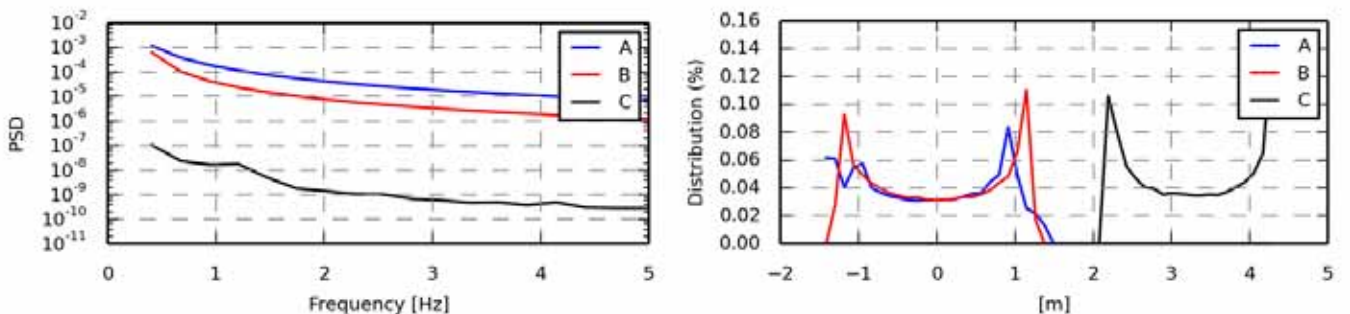 10⁻²
10⁻³
10⁻⁴
10⁻⁵
10⁻⁶
10⁻⁷
10⁻⁸
10⁻⁹
10⁻¹⁰
10⁻¹¹
PSD
0 1 2 3 4 5
Frequency [Hz]
A
B
C
0.16
0.14
0.12
0.10
0.08
0.06
0.04
0.02
0.00
Distribution (%)
−2 −1 0 1 2 3 4 5
[m]
A
B
C